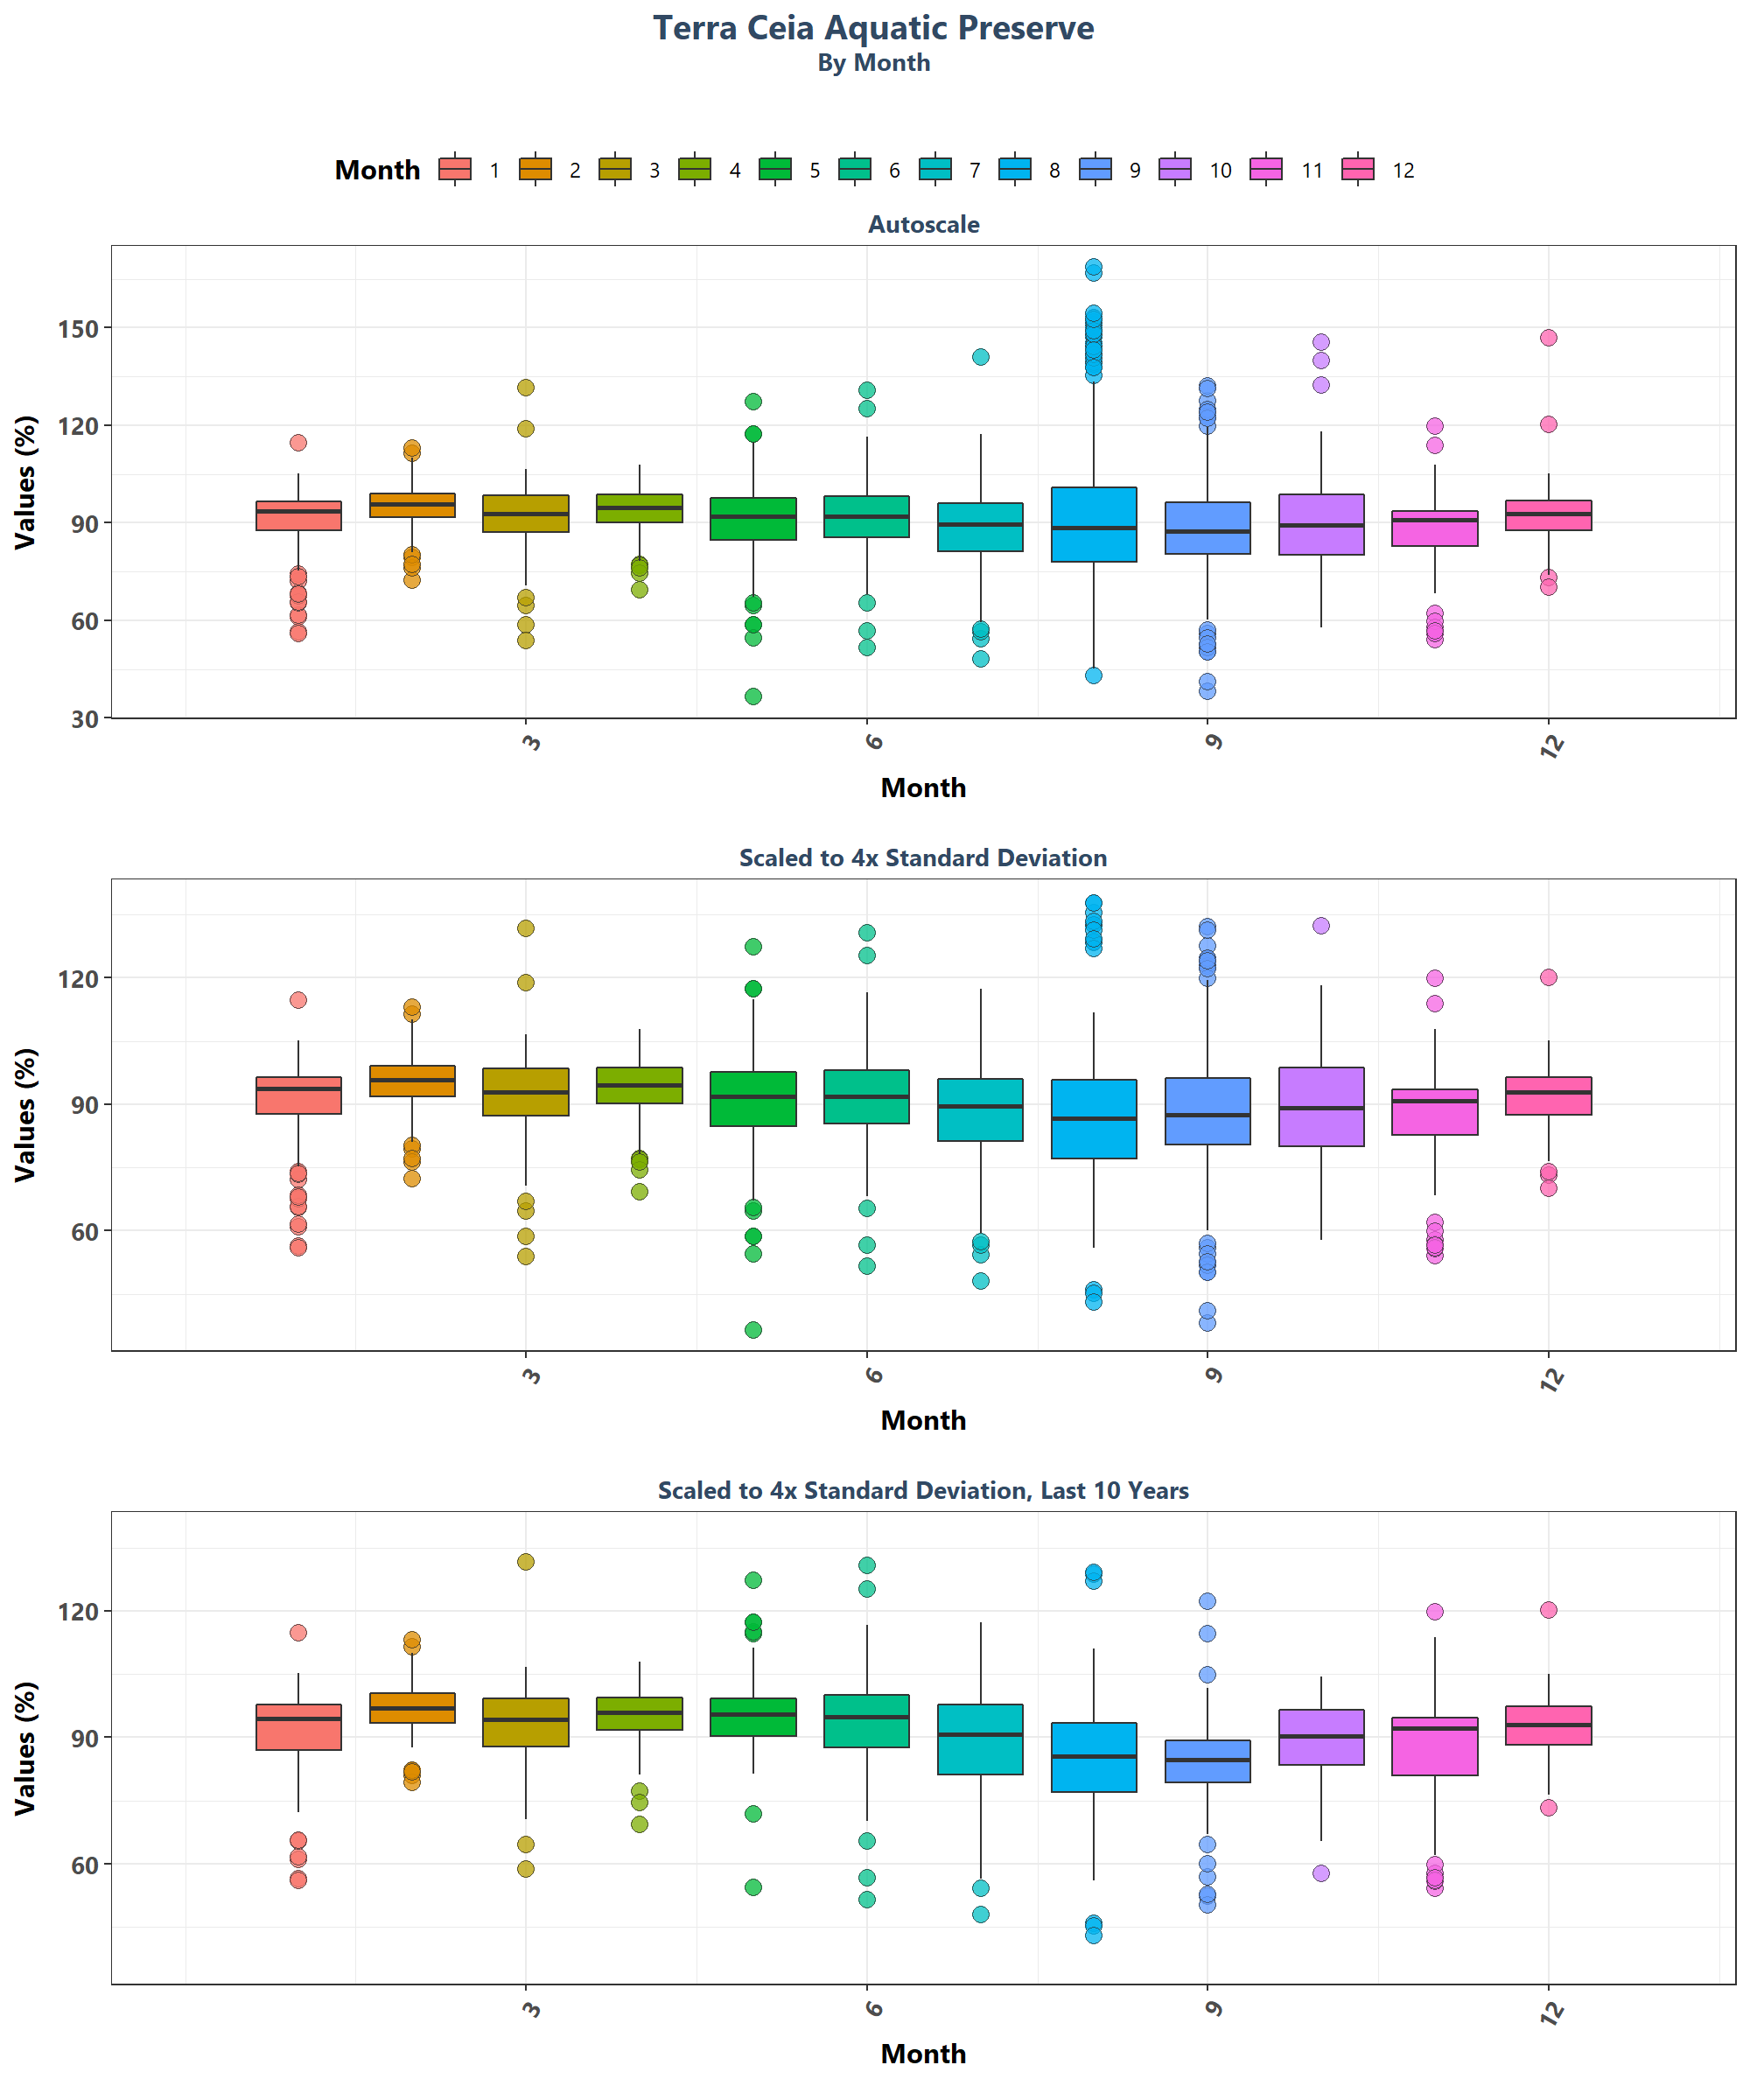 Terra Ceia Aquatic Preserve
By Month
Month 1 2 3 4 5 6 7 8 9 10 11 12
Autoscale
Values (%)
150
120
90
60
30
3 6 9 12
Month
Scaled to 4x Standard Deviation
Values (%)
120
90
60
3 6 9 12
Month
Scaled to 4x Standard Deviation, Last 10 Years
Values (%)
120
90
60
3 6 9 12
Month